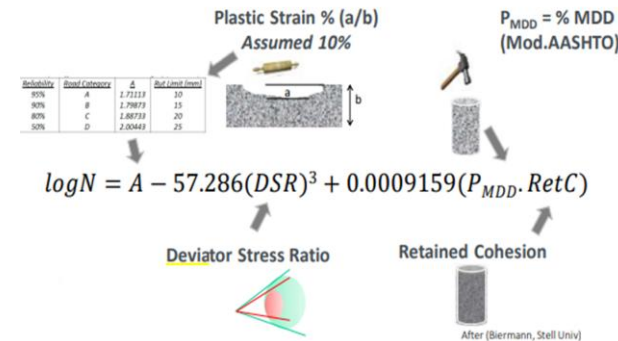 Plastic Strain % (a/b)
Assumed 10%
P_MDD = % MDD
(Mod.AASHTO)
Reliability Road Category A Rut Limit (mm)
95% A 1.71113 10
90% B 1.79873 15
80% C 1.88733 20
50% D 2.00443 25
a
b
logN = A − 57.286(DSR)³ + 0.0009159(P_MDD.RetC)
Deviator Stress Ratio
Retained Cohesion
After (Biermann, Stell Univ)